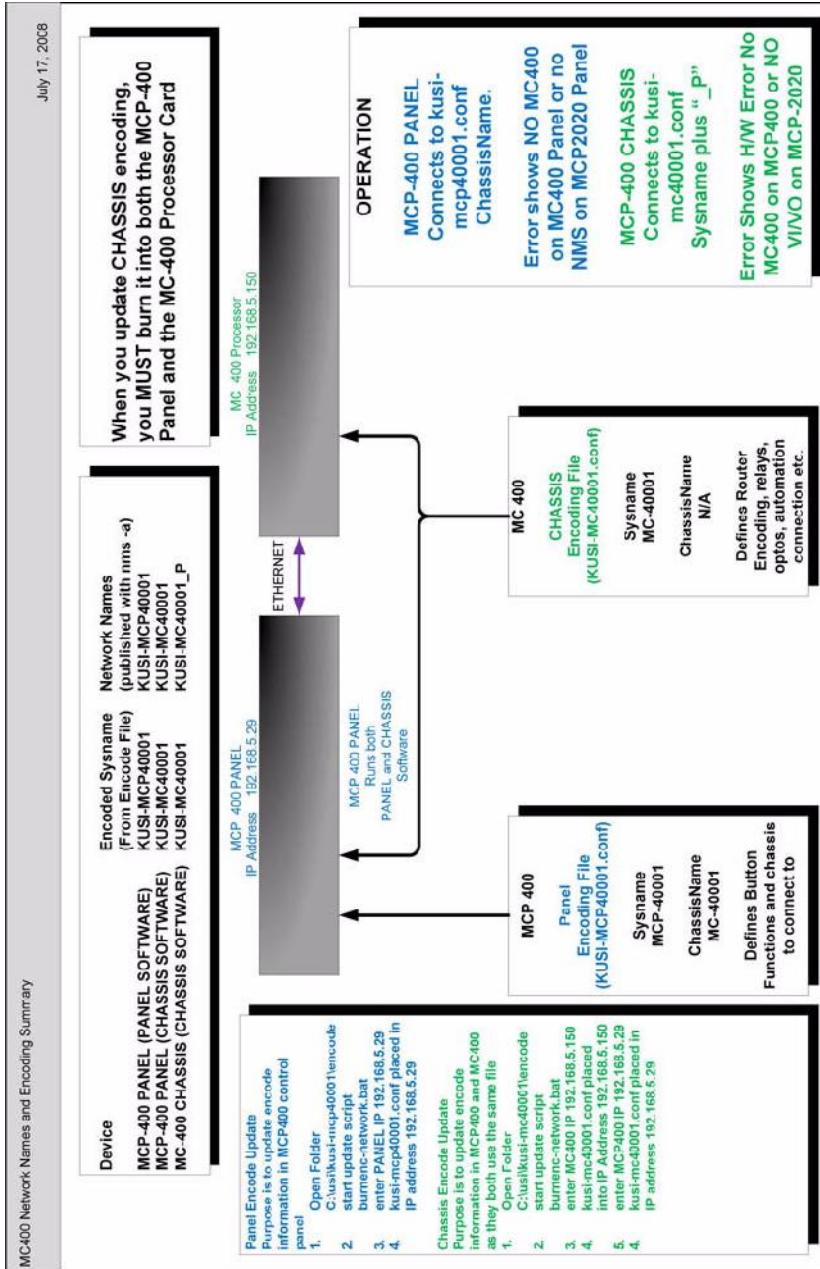 MC400 Network Names and Encoding Summary
July 17, 2008
Device
MCP-400 PANEL (PANEL SOFTWARE)
MCP-400 PANEL (CHASSIS SOFTWARE)
MC-400 CHASSIS (CHASSIS SOFTWARE)
Encoded Sysname
(From Encode File)
KUSI-MCP40001
KUSI-MC40001
KUSI-MC40001
Network Names
(published with nms -a)
KUSI-MCP40001
KUSI-MC40001
KUSI-MC40001_P
When you update CHASSIS encoding,
you MUST burn it into both the MCP-400
Panel and the MC-400 Processor Card
Panel Encode Update
Purpose is to update encode
information in MCP400 control
panel
1. Open Folder
C:\usi\kusi-mcp40001\encode
2. start update script
burnenc-network.bat
3. enter PANEL IP 192.168.5.29
4. kusi-mcp40001.conf placed in
IP address 192.168.5.29
Chassis Encode Update
Purpose is to update encode
information in MCP400 and MC400
as they both use the same file
1. Open Folder
C:\usi\kusi-mc40001\encode
2. start update script
burnenc-network.bat
3. enter MC400 IP 192.168.5.150
4. kusi-mc40001.conf placed
into IP Address 192.168.5.150
5. enter MCP4001IP 192.168.5.29
4. kusi-mc40001.conf placed in
IP address 192.168.5.29
MCP 400 PANEL
IP Address 192.168.5.29
ETHERNET
MC 400 Processor
IP Address 192.168.5.150
MCP 400 PANEL
Runs both
PANEL and CHASSIS
Software
MCP 400
Panel
Encoding File
(KUSI-MCP40001.conf)
Sysname
MCP-40001
ChassisName
MC-40001
Defines Button
Functions and chassis
to connect to
MC 400
CHASSIS
Encoding File
(KUSI-MC40001.conf)
Sysname
MC-40001
ChassisName
N/A
Defines Router
Encoding, relays,
optos, automation
connection etc.
OPERATION
MCP-400 PANEL
Connects to kusi-
mcp40001.conf
ChassisName.
Error shows NO MC400
on MC400 Panel or no
NMS on MCP2020 Panel
MCP-400 CHASSIS
Connects to kusi-
mc40001.conf
Sysname plus “_P”
Error Shows H/W Error No
MC400 on MCP400 or NO
VI/VO on MCP-2020